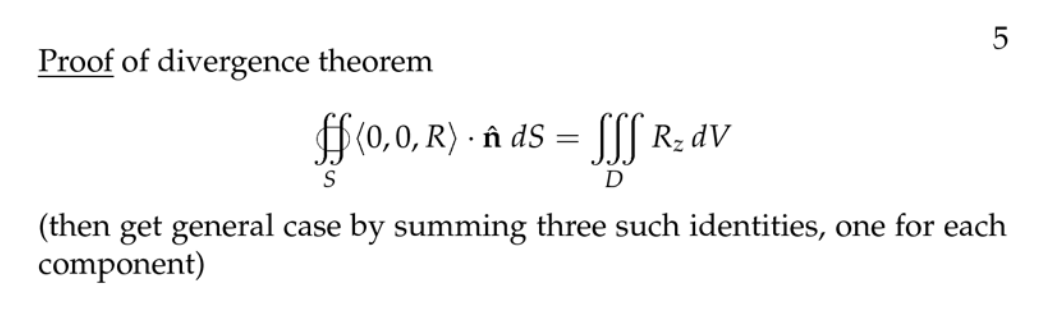 5
Proof of divergence theorem
∯_S ⟨0, 0, R⟩ · n̂ dS = ∭_D R_z dV
(then get general case by summing three such identities, one for each
component)